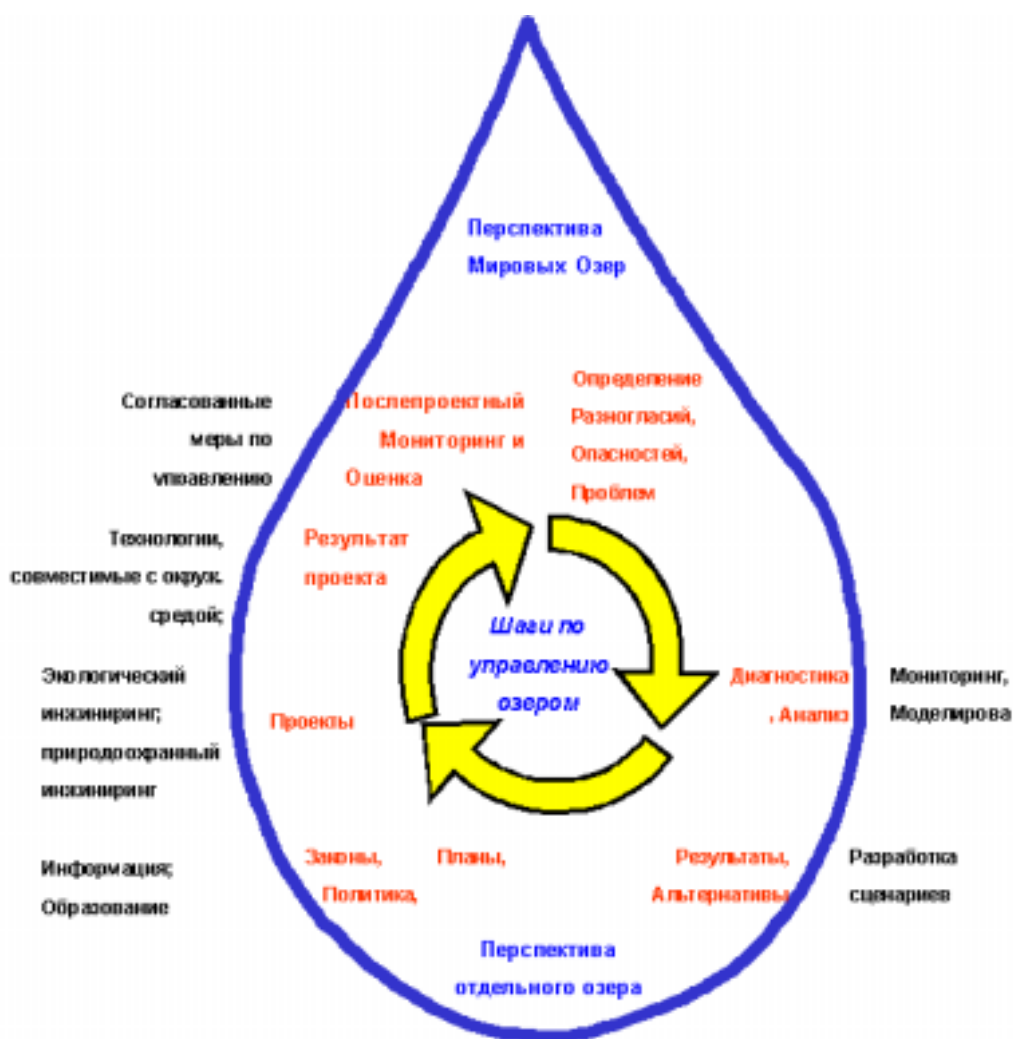 Перспектива
Мировых Озер
Согласованные
меры по
управлению
Послепроектный
Мониторинг и
Оценка
Определение
Разногласий,
Опасностей,
Проблем
Технологии,
совместимые с окруж.
средой;
Результат
проекта
Шаги по
управлению
озером
Экологический
инжиниринг;
природоохранный
инжиниринг
Проекты
Диагностика
, Анализ
Мониторинг,
Моделирова
Информация;
Образование
Законы, Планы,
Политика,
Результаты,
Альтернативы
Разработка
сценариев
Перспектива
отдельного озера